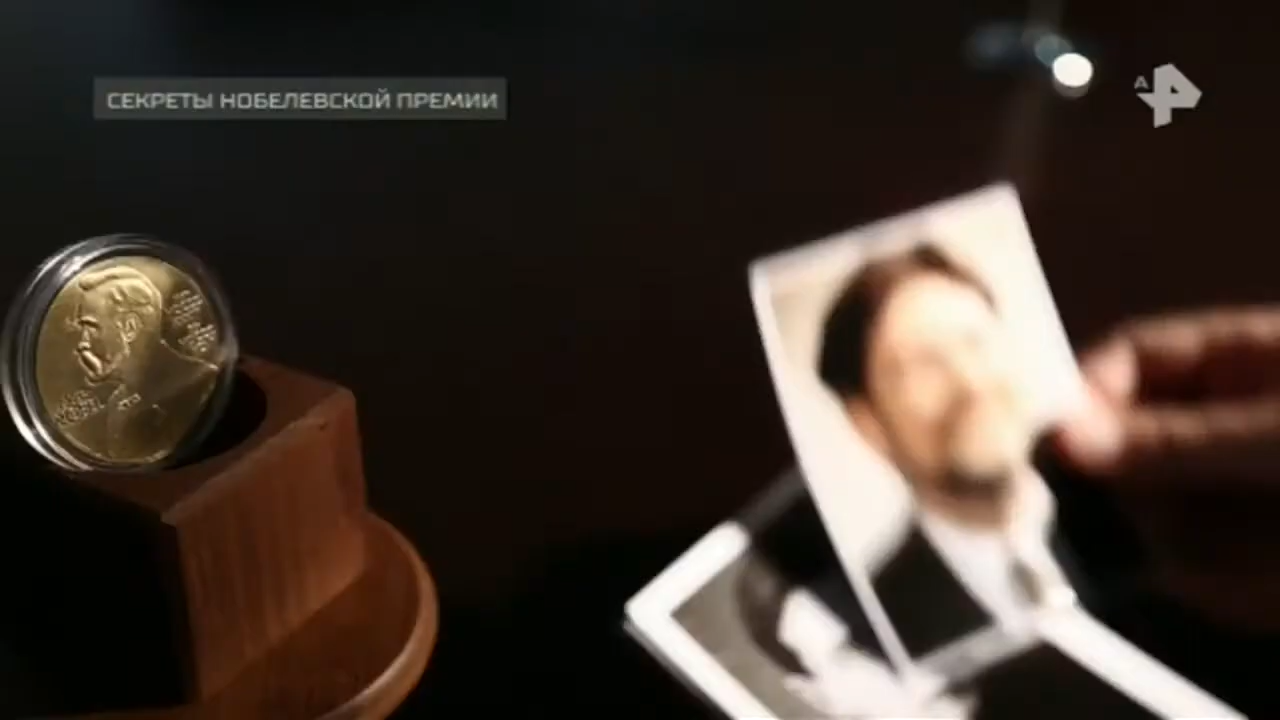 СЕКРЕТЫ НОБЕЛЕВСКОЙ ПРЕМИИ